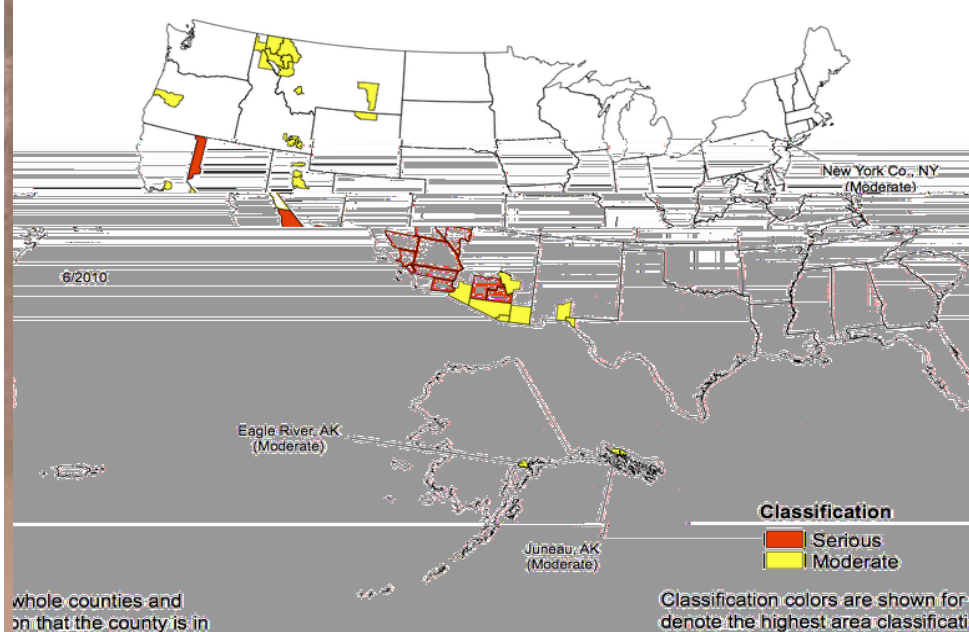 New York Co., NY
(Moderate)
6/2010
Eagle River, AK
(Moderate)
Juneau, AK
(Moderate)
Classification
Serious
Moderate
whole counties and
on that the county is in
Classification colors are shown for
denote the highest area classificati